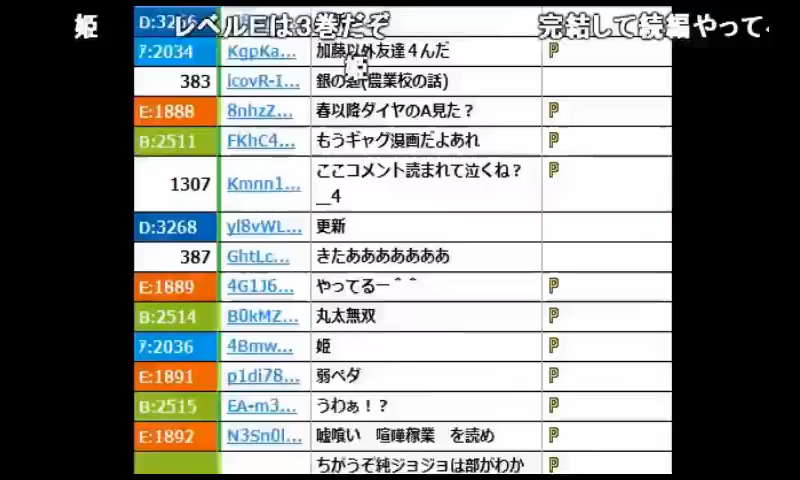 姫 レベルEは3巻だぞ 完結して続編やって
D:3266
ｱ:2034 KqpKa... 加藤以外友達4んだ P
姫
383 IcovR-I... 銀の匙(農業校の話)
E:1888 8nhzZ... 春以降ダイヤのA見た？ P
B:2511 FKhC4... もうギャグ漫画だよあれ P
1307 Kmnn1... ここコメント読まれて泣くね？ P
__4
D:3268 yl8vWL... 更新
387 GhtLc... きたあああああああ
E:1889 4G1J6... やってるー＾＾ P
B:2514 B0kMZ... 丸太無双 P
ｱ:2036 4Bmw... 姫 P
E:1891 p1di78... 弱ペダ P
B:2515 EA-m3... うわぁ！？ P
E:1892 N3Sn0l... 嘘喰い　喧嘩稼業　を読め P
ちがうぞ純ジョジョは部がわか P